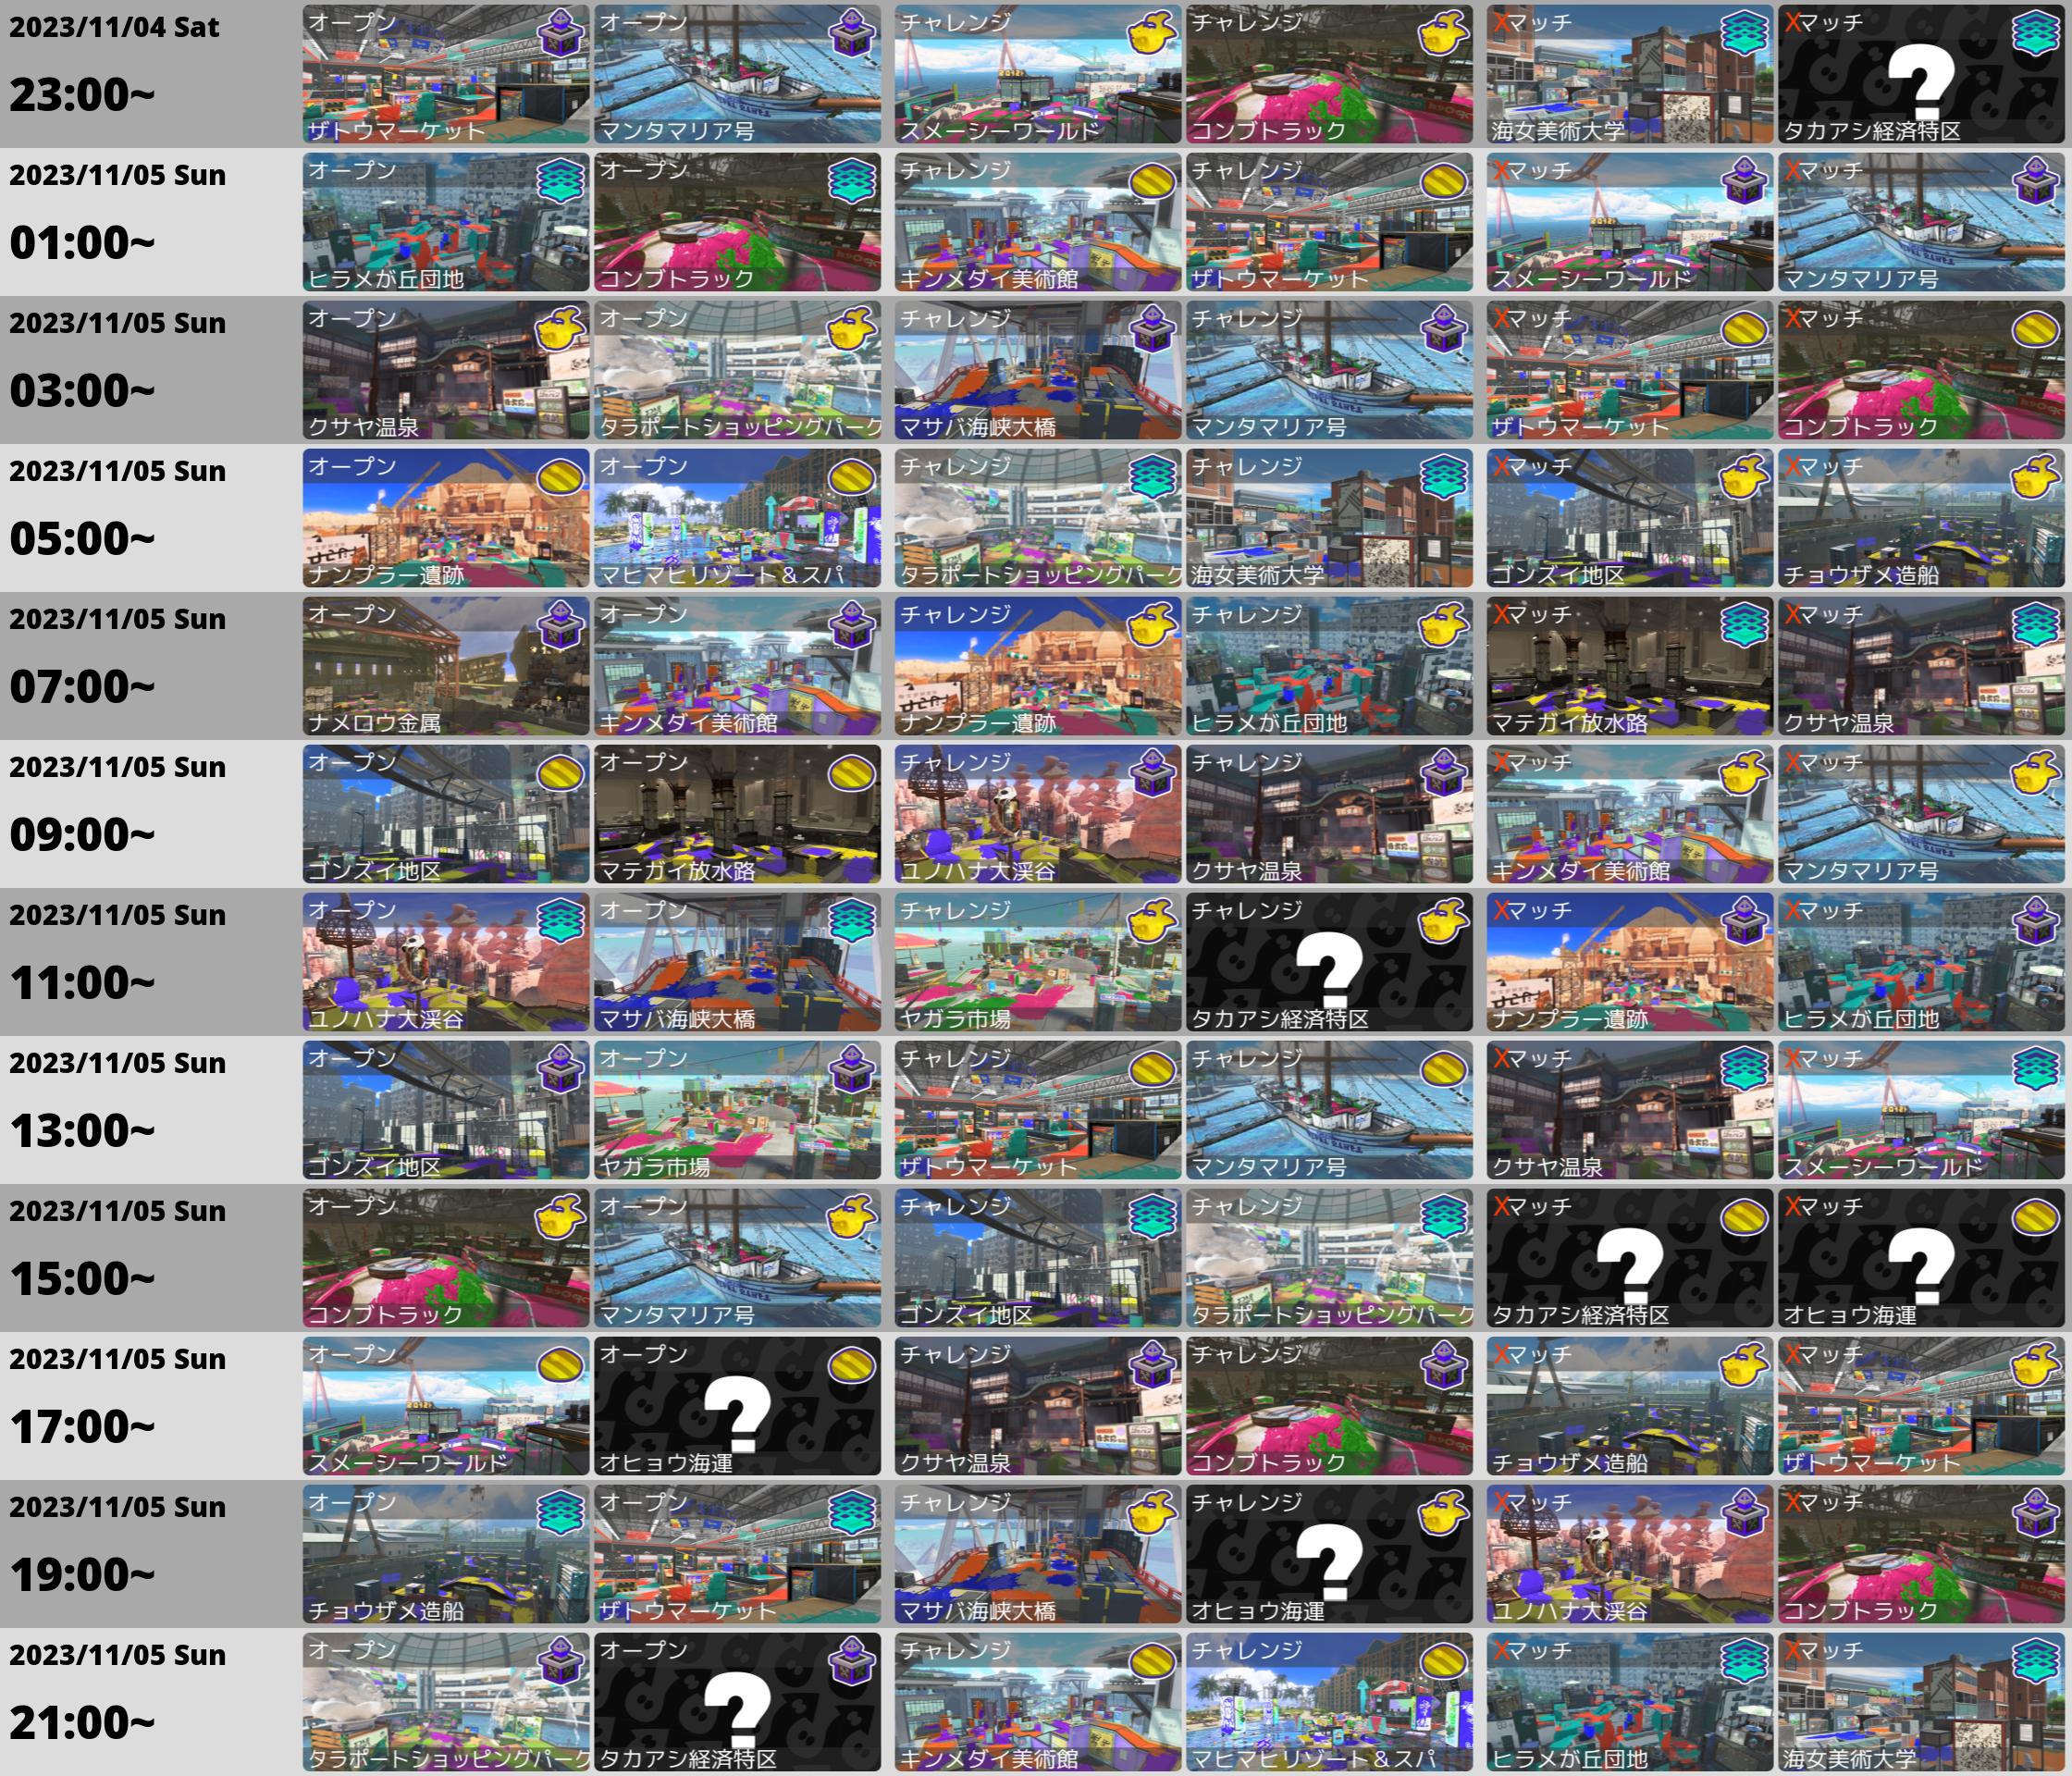 2023/11/04 Sat
23:00~
オープン
ザトウマーケット
オープン
マンタマリア号
チャレンジ
スメーシーワールド
チャレンジ
コンブトラック
Xマッチ
海女美術大学
Xマッチ
タカアシ経済特区
2023/11/05 Sun
01:00~
オープン
ヒラメが丘団地
オープン
コンブトラック
チャレンジ
キンメダイ美術館
チャレンジ
ザトウマーケット
Xマッチ
スメーシーワールド
Xマッチ
マンタマリア号
2023/11/05 Sun
03:00~
オープン
クサヤ温泉
オープン
タラポートショッピングパーク
チャレンジ
マサバ海峡大橋
チャレンジ
マンタマリア号
Xマッチ
ザトウマーケット
Xマッチ
コンブトラック
2023/11/05 Sun
05:00~
オープン
ナンプラー遺跡
オープン
マヒマヒリゾート&スパ
チャレンジ
タラポートショッピングパーク
チャレンジ
海女美術大学
Xマッチ
ゴンズイ地区
Xマッチ
チョウザメ造船
2023/11/05 Sun
07:00~
オープン
ナメロウ金属
オープン
キンメダイ美術館
チャレンジ
ナンプラー遺跡
チャレンジ
ヒラメが丘団地
Xマッチ
マテガイ放水路
Xマッチ
クサヤ温泉
2023/11/05 Sun
09:00~
オープン
ゴンズイ地区
オープン
マテガイ放水路
チャレンジ
ユノハナ大渓谷
チャレンジ
クサヤ温泉
Xマッチ
キンメダイ美術館
Xマッチ
マンタマリア号
2023/11/05 Sun
11:00~
オープン
ユノハナ大渓谷
オープン
マサバ海峡大橋
チャレンジ
ヤガラ市場
チャレンジ
タカアシ経済特区
Xマッチ
ナンプラー遺跡
Xマッチ
ヒラメが丘団地
2023/11/05 Sun
13:00~
オープン
ゴンズイ地区
オープン
ヤガラ市場
チャレンジ
ザトウマーケット
チャレンジ
マンタマリア号
Xマッチ
クサヤ温泉
Xマッチ
スメーシーワールド
2023/11/05 Sun
15:00~
オープン
コンブトラック
オープン
マンタマリア号
チャレンジ
ゴンズイ地区
チャレンジ
タラポートショッピングパーク
Xマッチ
タカアシ経済特区
Xマッチ
オヒョウ海運
2023/11/05 Sun
17:00~
オープン
スメーシーワールド
オープン
オヒョウ海運
チャレンジ
クサヤ温泉
チャレンジ
コンブトラック
Xマッチ
チョウザメ造船
Xマッチ
ザトウマーケット
2023/11/05 Sun
19:00~
オープン
チョウザメ造船
オープン
ザトウマーケット
チャレンジ
マサバ海峡大橋
チャレンジ
オヒョウ海運
Xマッチ
ユノハナ大渓谷
Xマッチ
コンブトラック
2023/11/05 Sun
21:00~
オープン
タラポートショッピングパーク
オープン
タカアシ経済特区
チャレンジ
キンメダイ美術館
チャレンジ
マヒマヒリゾート&スパ
Xマッチ
ヒラメが丘団地
Xマッチ
海女美術大学